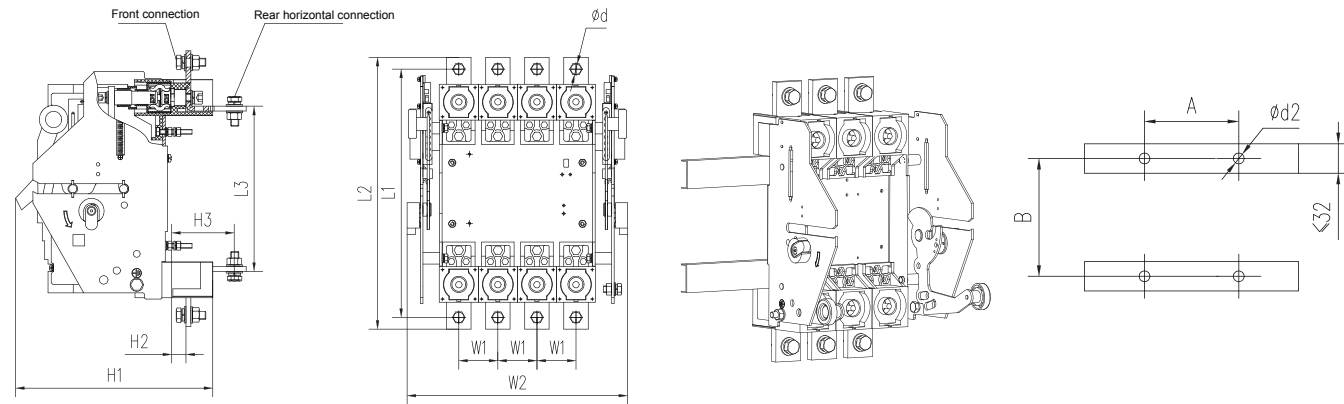 Front connection
Rear horizontal connection
L3
H3
H2
H1
Ød
L2
L1
W1 W1 W1
W2
A
Ød2
B
≤32